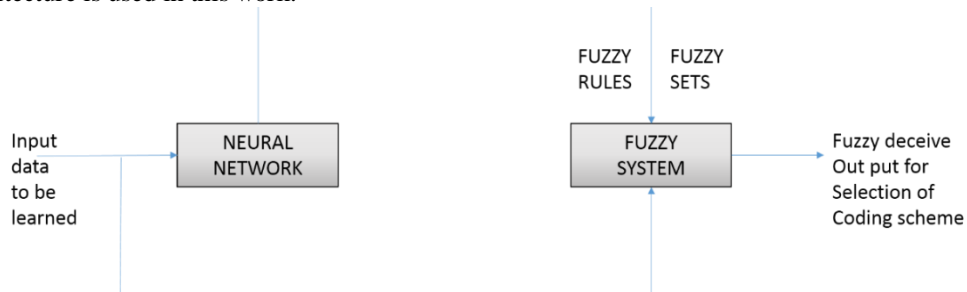 tecture is used in this work.
FUZZY
RULES
FUZZY
SETS
Input
data
to be
learned
NEURAL
NETWORK
FUZZY
SYSTEM
Fuzzy deceive
Out put for
Selection of
Coding scheme